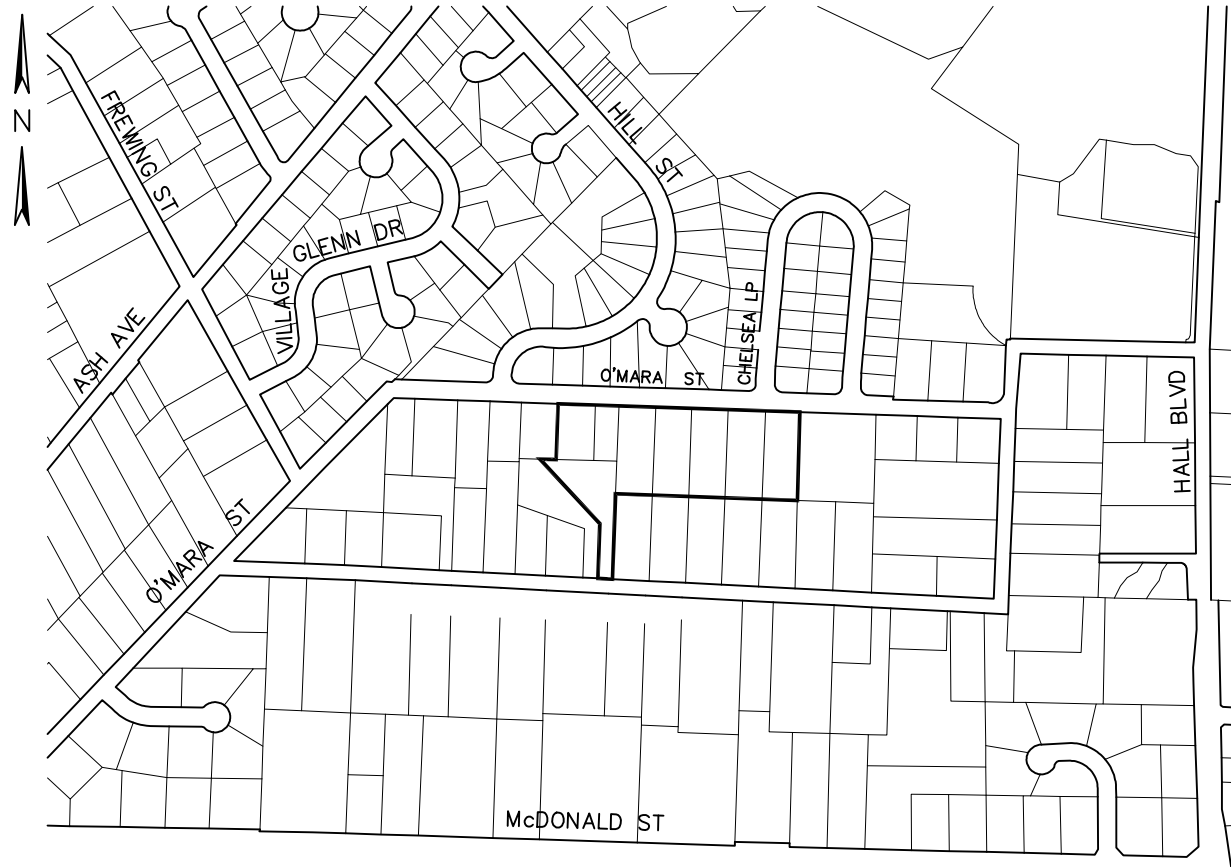 N
FREWING ST
HILL ST
VILLAGE GLENN DR
ASH AVE
CHELSEA LP
O'MARA ST
HALL BLVD
O'MARA ST
McDONALD ST